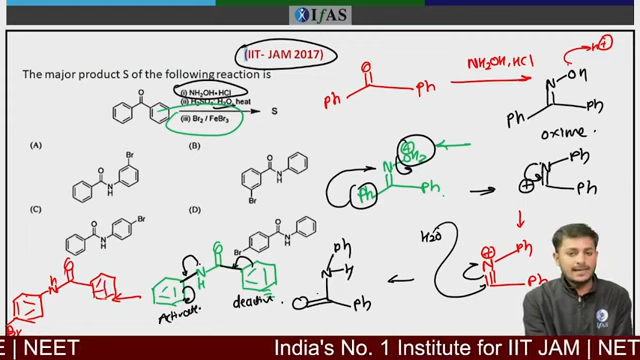 IFAS
(IIT- JAM 2017)
The major product S of the following reaction is
(i) NH2OH·HCl
(ii) H2SO4, H2O, heat
(iii) Br2 / FeBr3
S
(A)
(B)
(C)
(D)
O
Br
N
H
O
N
H
Br
O
Br
N
H
O
N
H
Br
O
Ph
Ph
NH2OH, HCl
H⊕
N-OH
Ph
Ph
oxime.
N
⊕
OH2
Ph
Ph
⊕
N
Ph
Ph
⊕
N
Ph
Ph
H2Ö
Ph
N-H
O
Ph
O
N
H
Activate.
deactive.
O
H
N
Br
E | NEET
India's No. 1 Institute for IIT JAM | NET